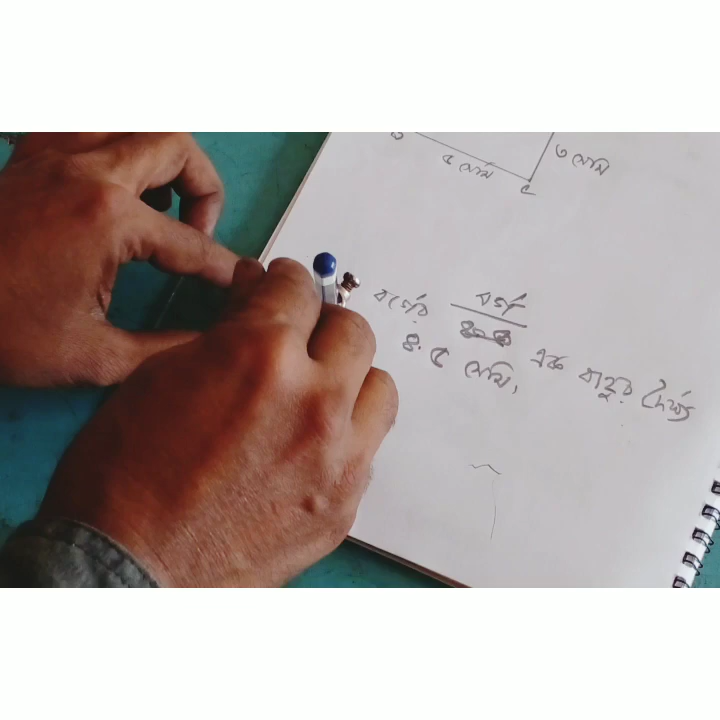 ৩ সেমি
৫ সেমি
বর্গ
বর্গের এক বাহুর দৈর্ঘ্য
৪.৫ সেমি,